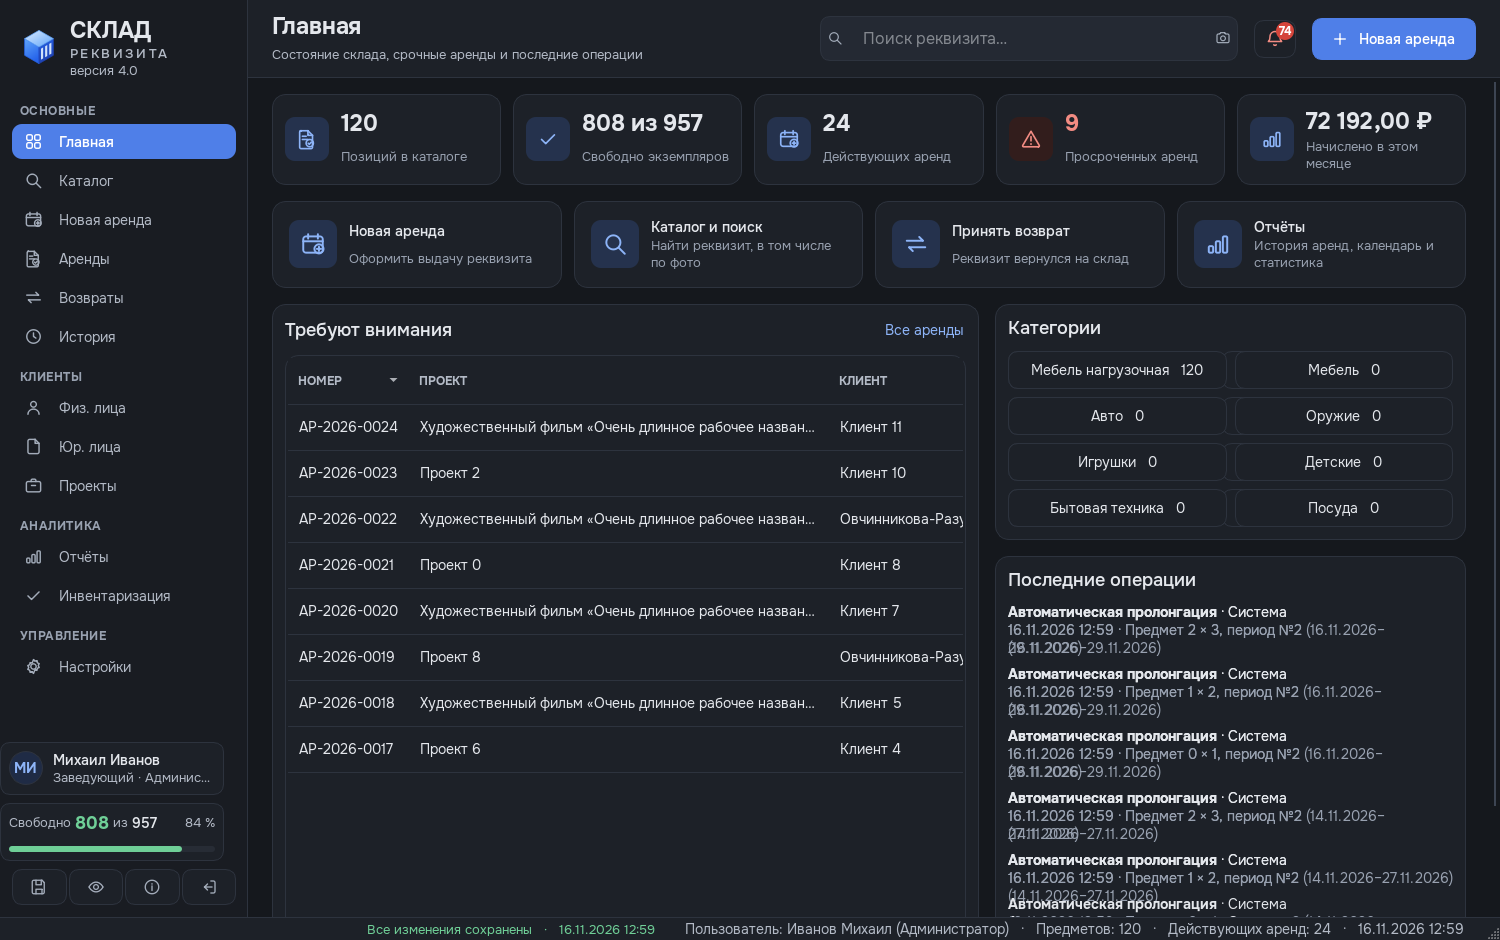 СКЛАД
РЕКВИЗИТА
версия 4.0
ОСНОВНЫЕ
Главная
Каталог
Новая аренда
Аренды
Возвраты
История
КЛИЕНТЫ
Физ. лица
Юр. лица
Проекты
АНАЛИТИКА
Отчёты
Инвентаризация
УПРАВЛЕНИЕ
Настройки
МИ
Михаил Иванов
Заведующий · Админис...
Свободно 808 из 957 84 %
Главная
Состояние склада, срочные аренды и последние операции
Поиск реквизита...
74
Новая аренда
120
Позиций в каталоге
808 из 957
Свободно экземпляров
24
Действующих аренд
9
Просроченных аренд
72 192,00 ₽
Начислено в этом
месяце
Новая аренда
Оформить выдачу реквизита
Каталог и поиск
Найти реквизит, в том числе
по фото
Принять возврат
Реквизит вернулся на склад
Отчёты
История аренд, календарь и
статистика
Требуют внимания
Все аренды
НОМЕР ПРОЕКТ КЛИЕНТ
АР-2026-0024 Художественный фильм «Очень длинное рабочее назван... Клиент 11
АР-2026-0023 Проект 2 Клиент 10
АР-2026-0022 Художественный фильм «Очень длинное рабочее назван... Овчинникова-Разу
АР-2026-0021 Проект 0 Клиент 8
АР-2026-0020 Художественный фильм «Очень длинное рабочее назван... Клиент 7
АР-2026-0019 Проект 8 Овчинникова-Разу
АР-2026-0018 Художественный фильм «Очень длинное рабочее назван... Клиент 5
АР-2026-0017 Проект 6 Клиент 4
Категории
Мебель нагрузочная 120 Мебель 0
Авто 0 Оружие 0
Игрушки 0 Детские 0
Бытовая техника 0 Посуда 0
Последние операции
Автоматическая пролонгация · Система
16.11.2026 12:59 · Предмет 2 × 3, период №2 (16.11.2026–
29.11.2026)
Автоматическая пролонгация · Система
16.11.2026 12:59 · Предмет 1 × 2, период №2 (16.11.2026–
29.11.2026)
Автоматическая пролонгация · Система
16.11.2026 12:59 · Предмет 0 × 1, период №2 (16.11.2026–
29.11.2026)
Автоматическая пролонгация · Система
16.11.2026 12:59 · Предмет 2 × 3, период №2 (14.11.2026–
27.11.2026)
Автоматическая пролонгация · Система
16.11.2026 12:59 · Предмет 1 × 2, период №2 (14.11.2026–27.11.2026)
(14.11.2026–27.11.2026)
Автоматическая пролонгация · Система
Все изменения сохранены · 16.11.2026 12:59 Пользователь: Иванов Михаил (Администратор) · Предметов: 120 · Действующих аренд: 24 · 16.11.2026 12:59